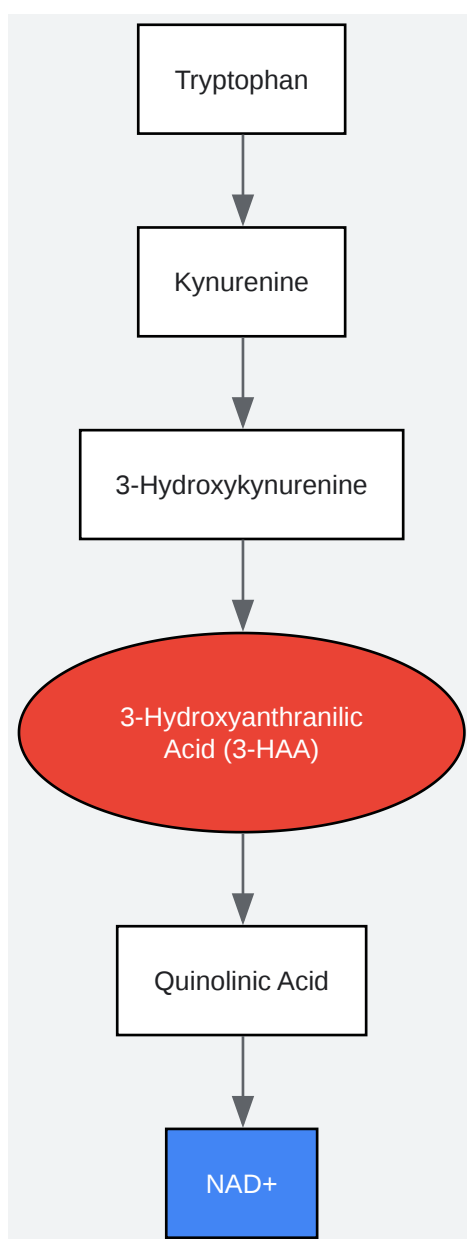 Tryptophan
Kynurenine
3-Hydroxykynurenine
3-Hydroxyanthranilic
Acid (3-HAA)
Quinolinic Acid
NAD+